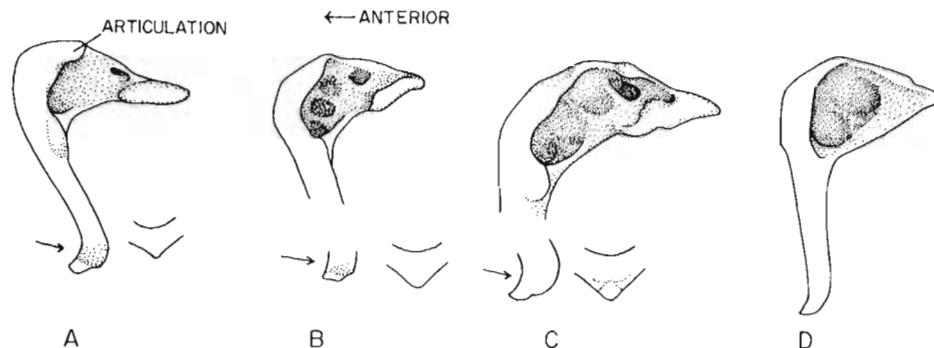 ARTICULATION
← ANTERIOR
A
B
C
D